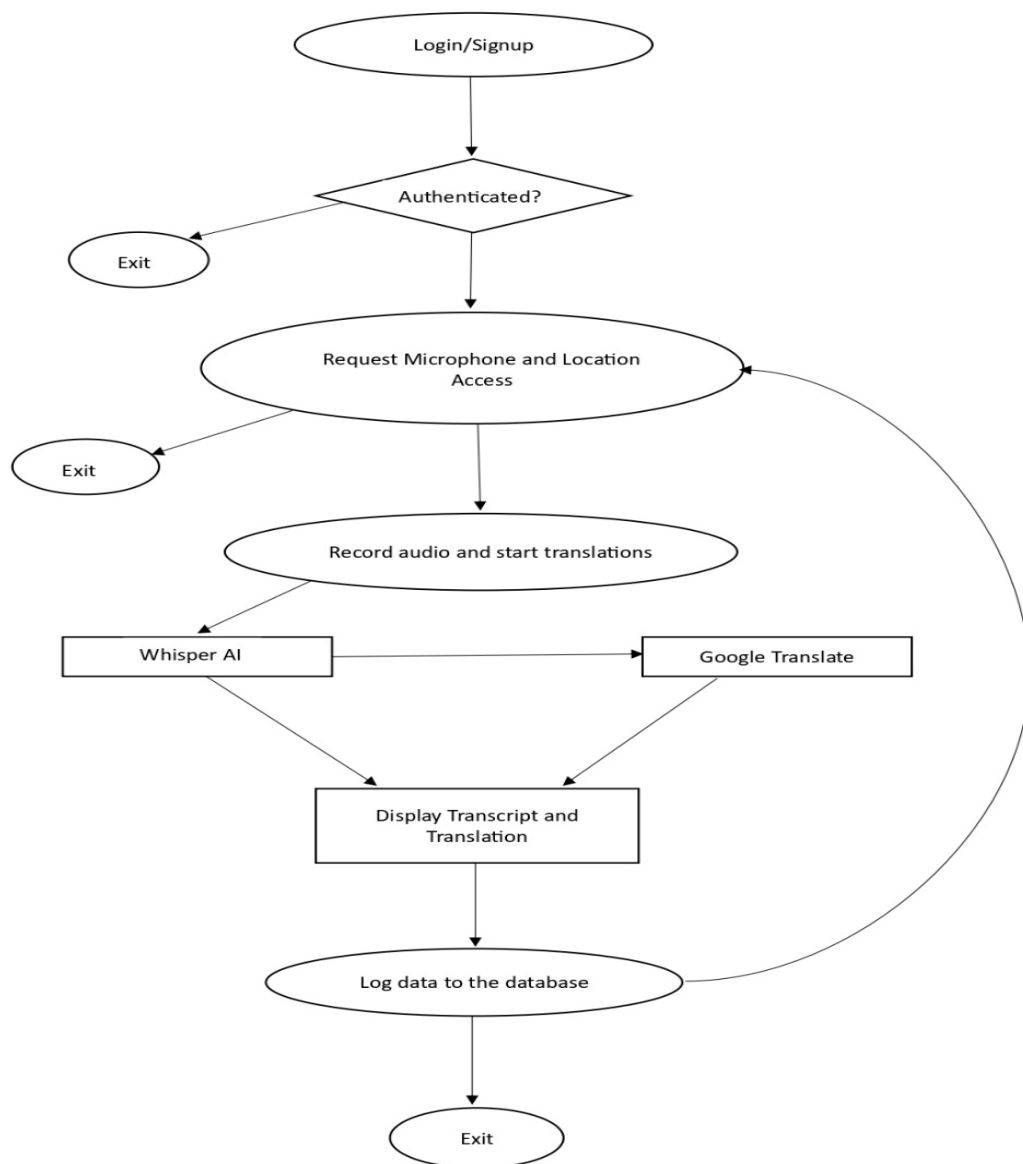 Login/Signup
Authenticated?
Exit
Request Microphone and Location
Access
Exit
Record audio and start translations
Whisper AI
Google Translate
Display Transcript and
Translation
Log data to the database
Exit